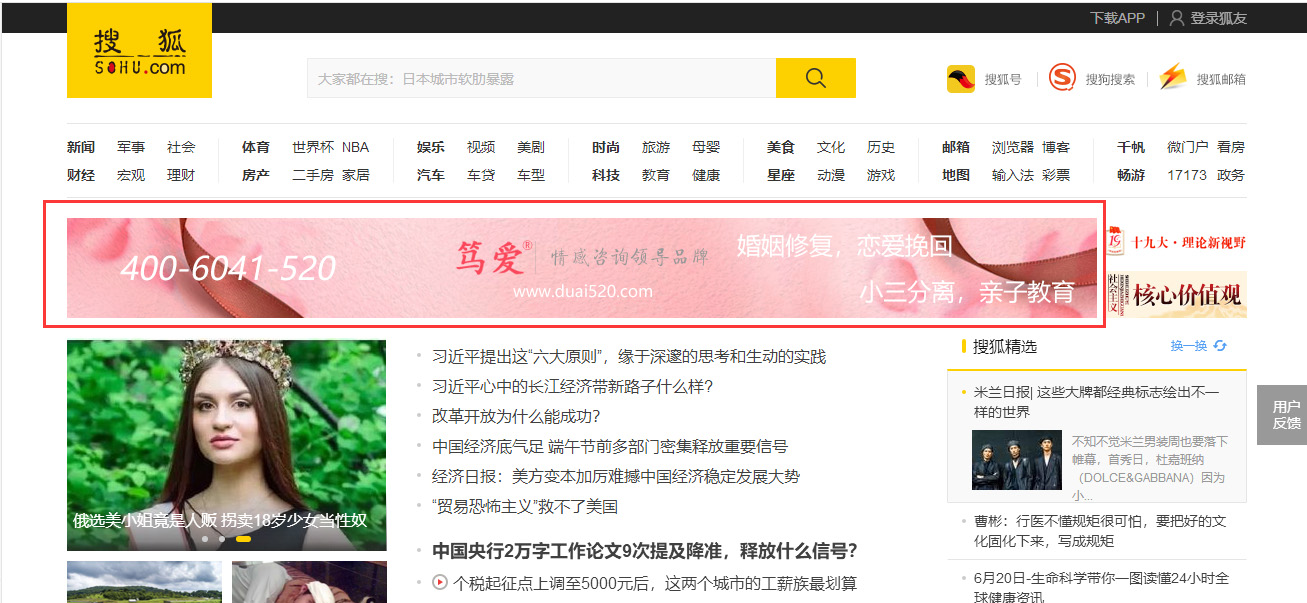 下载APP
登录狐友
搜 狐
SOHU.com
大家都在搜：日本城市软肋暴露
搜狐号
搜狗搜索
搜狐邮箱
新闻 军事 社会 体育 世界杯 NBA 娱乐 视频 美剧 时尚 旅游 母婴 美食 文化 历史 邮箱 浏览器 博客 千帆 微门户 看房
财经 宏观 理财 房产 二手房 家居 汽车 车贷 车型 科技 教育 健康 星座 动漫 游戏 地图 输入法 彩票 畅游 17173 政务
400-6041-520
笃爱® 情感咨询领导品牌
www.duai520.com
婚姻修复，恋爱挽回
小三分离，亲子教育
19 十九大·理论新视野
社会主义 核心价值观
俄选美小姐竟是人贩 拐卖18岁少女当性奴
习近平提出这“六大原则”，缘于深邃的思考和生动的实践
习近平心中的长江经济带新路子什么样？
改革开放为什么能成功？
中国经济底气足 端午节前多部门密集释放重要信号
经济日报：美方变本加厉难撼中国经济稳定发展大势
“贸易恐怖主义”救不了美国
中国央行2万字工作论文9次提及降准，释放什么信号？
个税起征点上调至5000元后，这两个城市的工薪族最划算
搜狐精选
换一换
米兰日报| 这些大牌都经典标志绘出不一
样的世界
不知不觉米兰男装周也要落下
帷幕，首秀日，杜嘉班纳
（DOLCE&GABBANA）因为
小...
曹彬：行医不懂规矩很可怕，要把好的文
化固化下来，写成规矩
6月20日-生命科学带你一图读懂24小时全
球健康资讯
用户
反馈